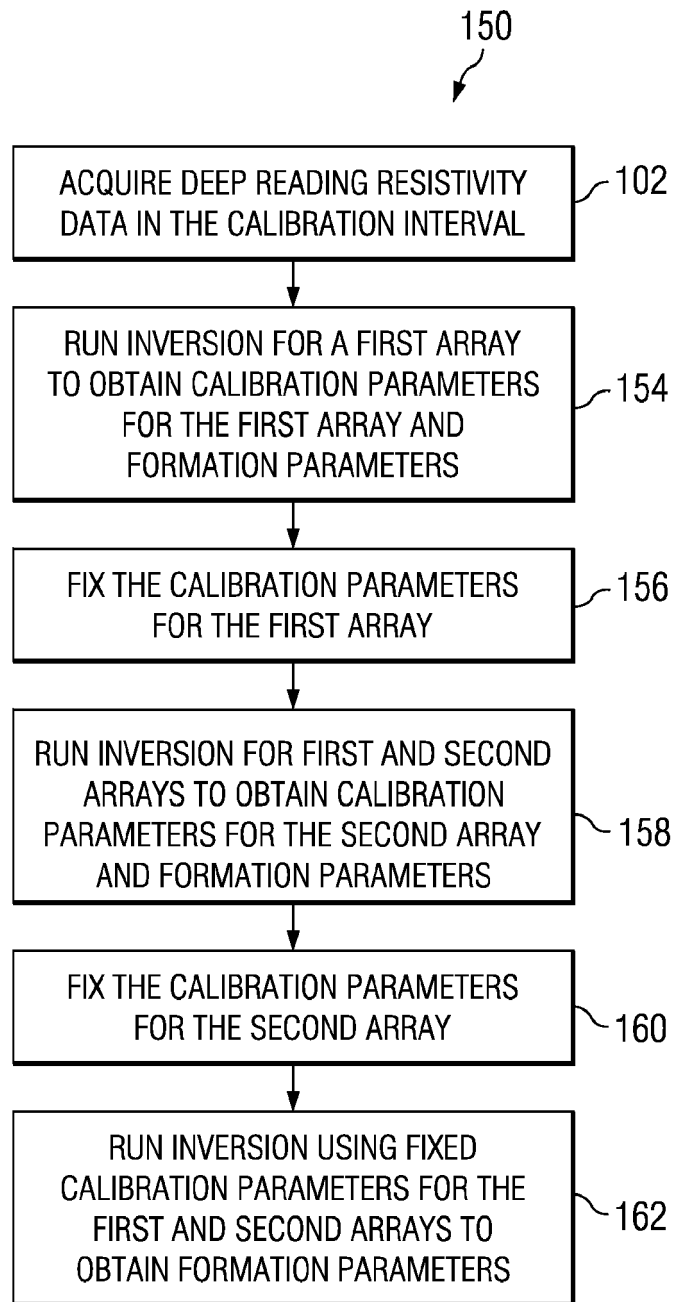 150
ACQUIRE DEEP READING RESISTIVITY
DATA IN THE CALIBRATION INTERVAL
102
RUN INVERSION FOR A FIRST ARRAY
TO OBTAIN CALIBRATION PARAMETERS
FOR THE FIRST ARRAY AND
FORMATION PARAMETERS
154
FIX THE CALIBRATION PARAMETERS
FOR THE FIRST ARRAY
156
RUN INVERSION FOR FIRST AND SECOND
ARRAYS TO OBTAIN CALIBRATION
PARAMETERS FOR THE SECOND ARRAY
AND FORMATION PARAMETERS
158
FIX THE CALIBRATION PARAMETERS
FOR THE SECOND ARRAY
160
RUN INVERSION USING FIXED
CALIBRATION PARAMETERS FOR THE
FIRST AND SECOND ARRAYS TO
OBTAIN FORMATION PARAMETERS
162